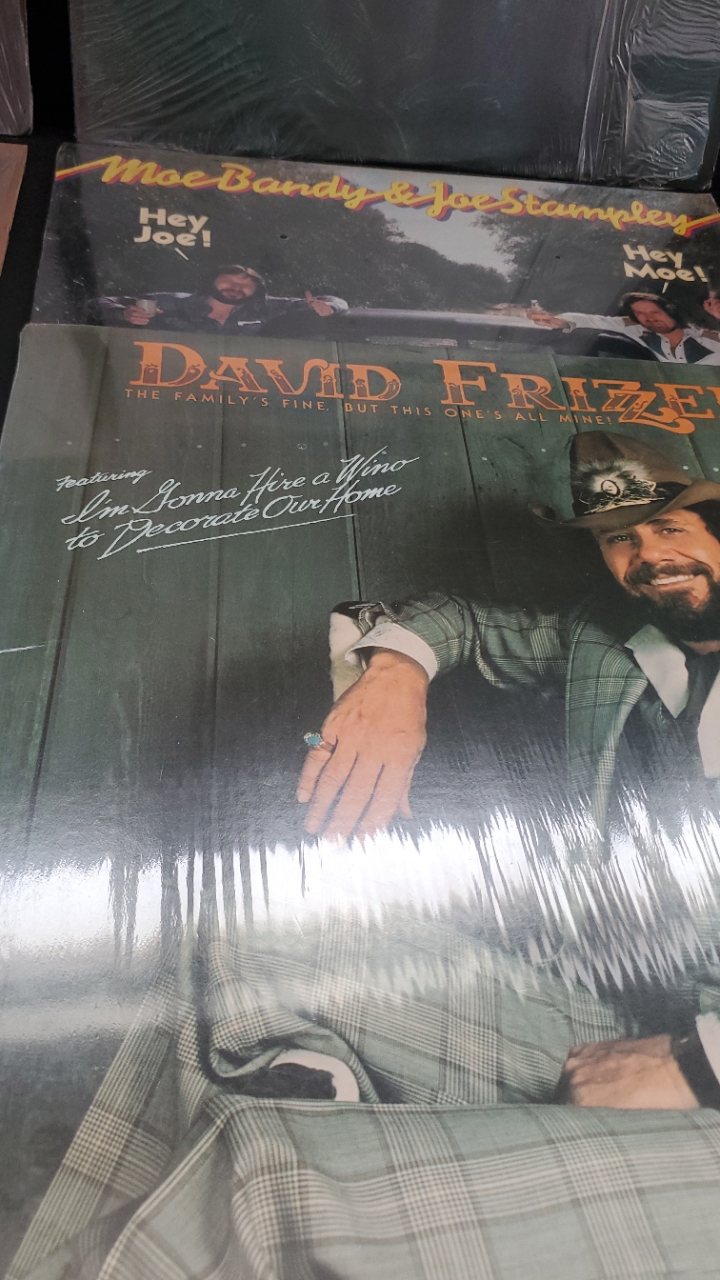 Moe Bandy & Joe Stampley
Hey
Joe!
Hey
Moe!
DAVID FRIZZE
THE FAMILY'S FINE, BUT THIS ONE'S ALL MINE!
Featuring
I'm Gonna Hire a Wino
to Decorate Our Home